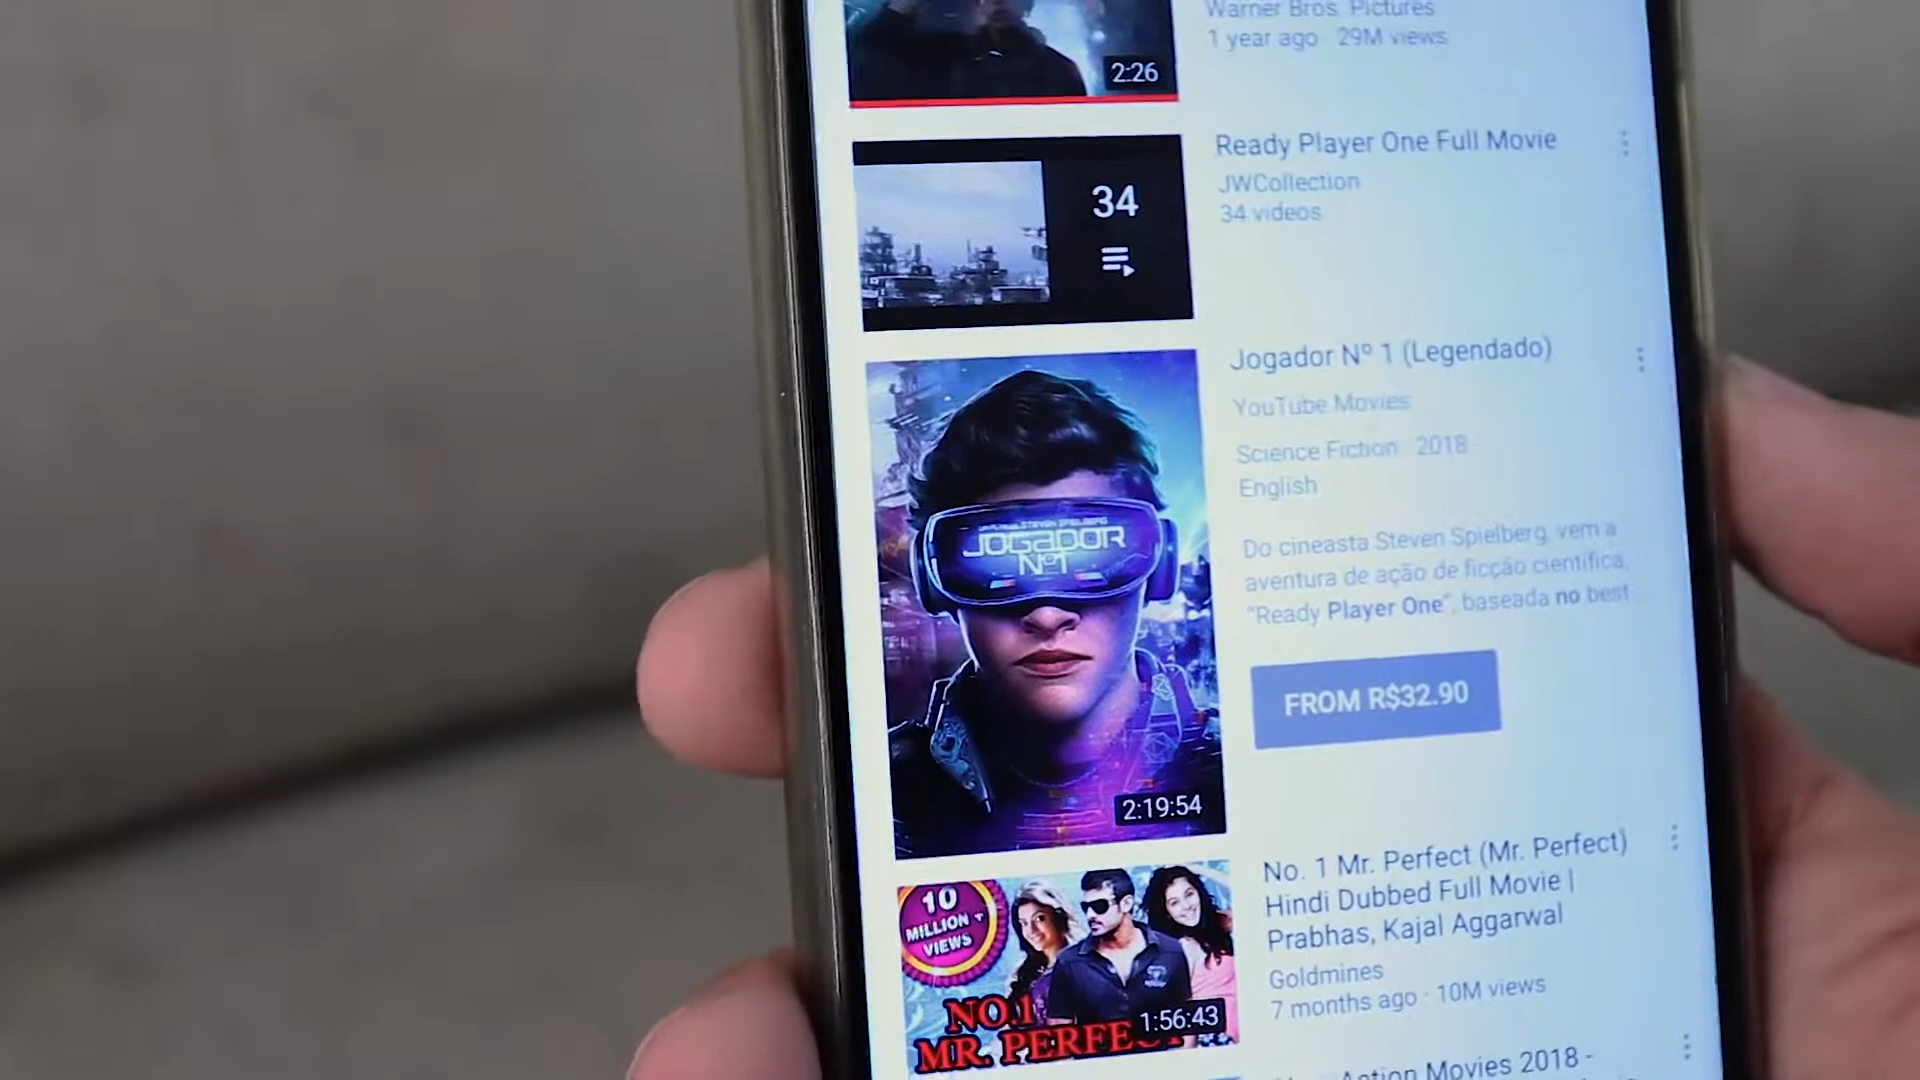 Warner Bros. Pictures
1 year ago · 29M views
2:26
34
Ready Player One Full Movie
JWCollection
34 videos
JOGADOR
Nº1
2:19:54
Jogador Nº 1 (Legendado)
YouTube Movies
Science Fiction · 2018
English
Do cineasta Steven Spielberg, vem a
aventura de ação de ficção científica,
“Ready Player One”, baseada no best
FROM R$32.90
10
MILLION +
VIEWS
NO.1
MR. PERFE
1:56:43
No. 1 Mr. Perfect (Mr. Perfect)
Hindi Dubbed Full Movie |
Prabhas, Kajal Aggarwal
Goldmines
7 months ago · 10M views
Action Movies 2018 -